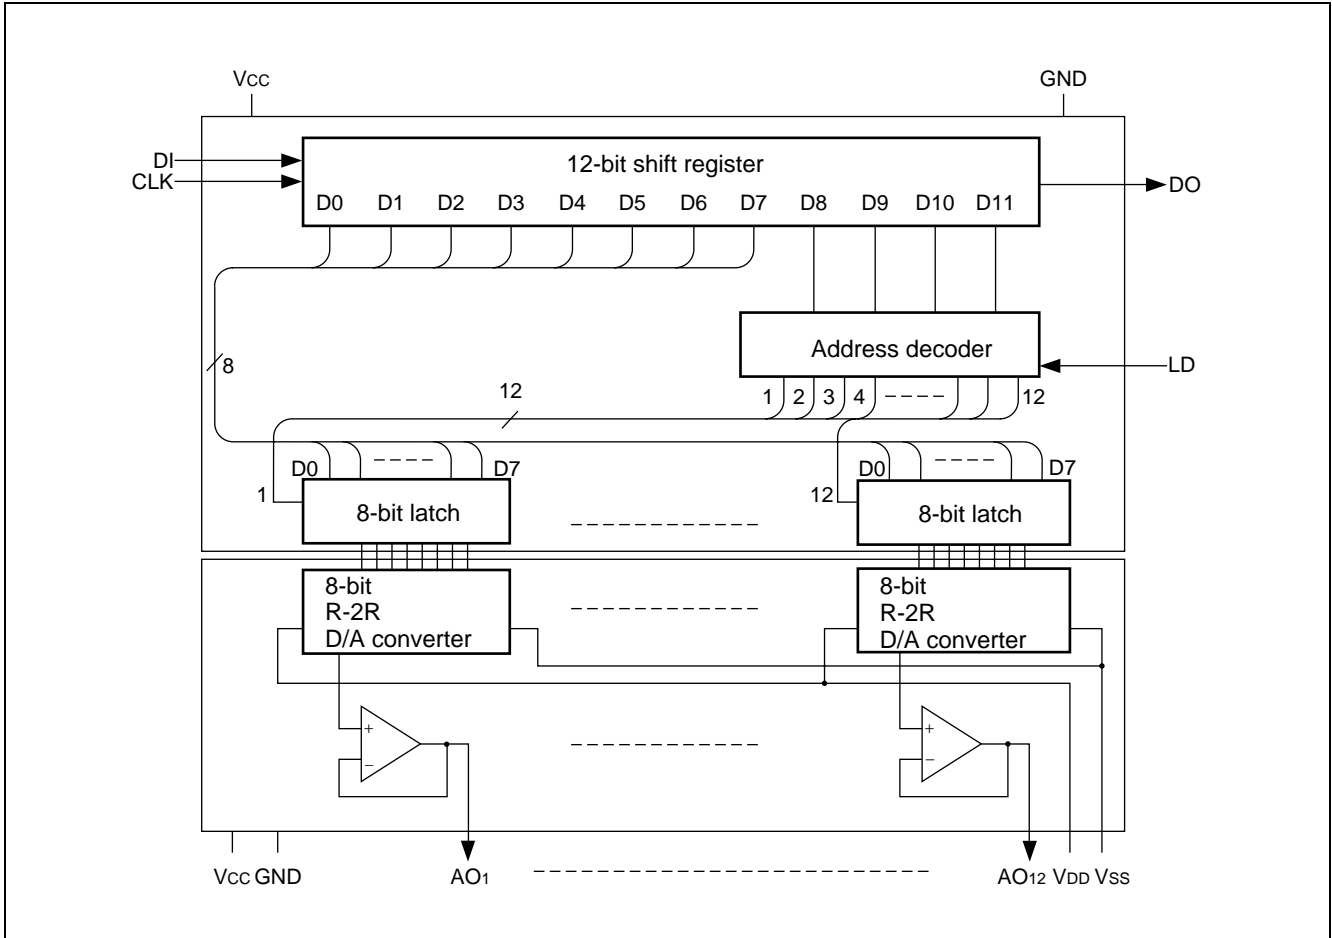 VCC GND
DI
CLK
12-bit shift register
DO
D0 D1 D2 D3 D4 D5 D6 D7 D8 D9 D10 D11
Address decoder
LD
8
1 2 3 4 12
12
D0 D7 D0 D7
1 12
8-bit latch 8-bit latch
8-bit
R-2R
D/A converter
8-bit
R-2R
D/A converter
+ +
− −
VCC GND AO1 AO12 VDD VSS